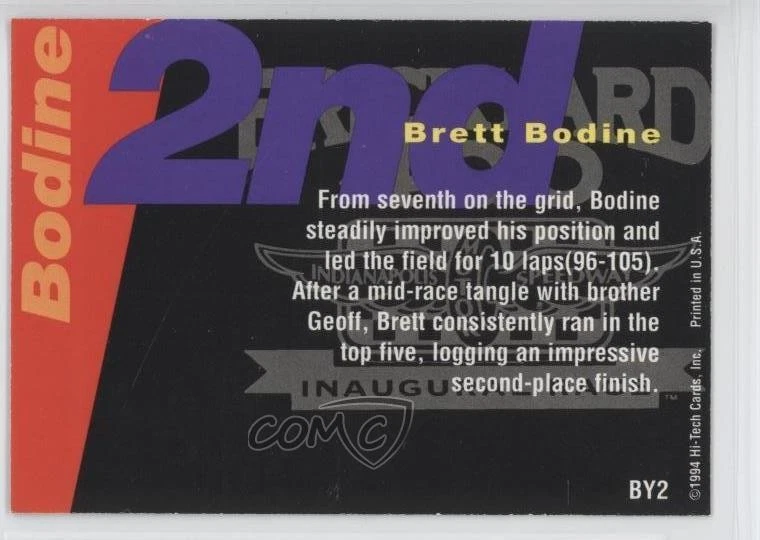 Bodine
2nd
Brett Bodine
From seventh on the grid, Bodine
steadily improved his position and
led the field for 10 laps(96-105).
After a mid-race tangle with brother
Geoff, Brett consistently ran in the
top five, logging an impressive
second-place finish.
INDIANAPOLIS SPEEDWAY
INAUGURAL RACE ™
COMC
BY2
©1994 Hi-Tech Cards, Inc. Printed in U.S.A.